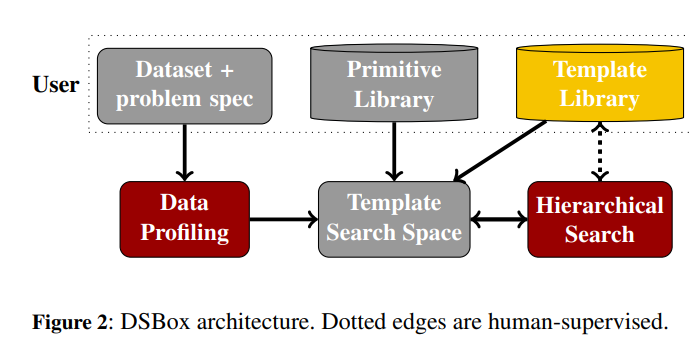 User
Dataset +
problem spec
Primitive
Library
Template
Library
Data
Profiling
Template
Search Space
Hierarchical
Search
Figure 2: DSBox architecture. Dotted edges are human-supervised.